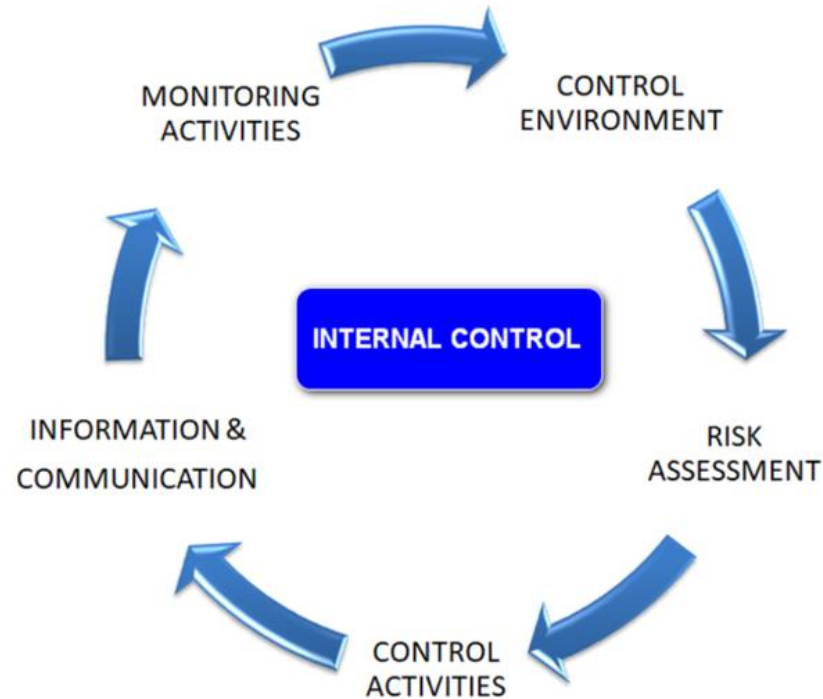 MONITORING
ACTIVITIES
CONTROL
ENVIRONMENT
INTERNAL CONTROL
INFORMATION &
COMMUNICATION
RISK
ASSESSMENT
CONTROL
ACTIVITIES